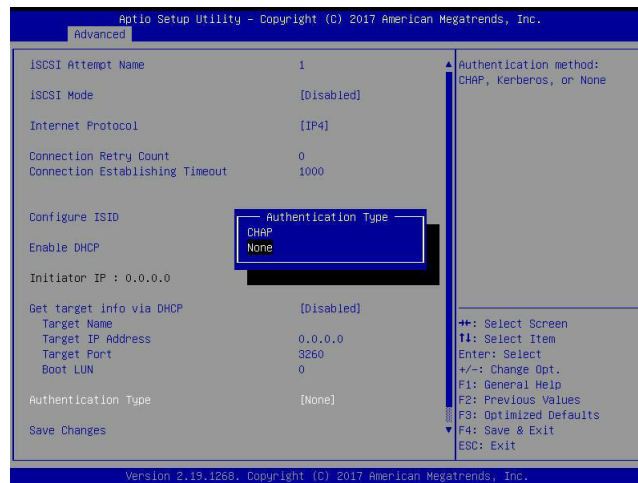 Aptio Setup Utility – Copyright (C) 2017 American Megatrends, Inc.
Advanced
iSCSI Attempt Name 1
iSCSI Mode [Disabled]
Internet Protocol [IP4]
Connection Retry Count 0
Connection Establishing Timeout 1000
Configure ISID
Enable DHCP
Initiator IP : 0.0.0.0
Get target info via DHCP [Disabled]
Target Name
Target IP Address 0.0.0.0
Target Port 3260
Boot LUN 0
Authentication Type [None]
Save Changes
Authentication Type
CHAP
None
Authentication method:
CHAP, Kerberos, or None
→←: Select Screen
↑↓: Select Item
Enter: Select
+/-: Change Opt.
F1: General Help
F2: Previous Values
F3: Optimized Defaults
F4: Save & Exit
ESC: Exit
Version 2.19.1268. Copyright (C) 2017 American Megatrends, Inc.